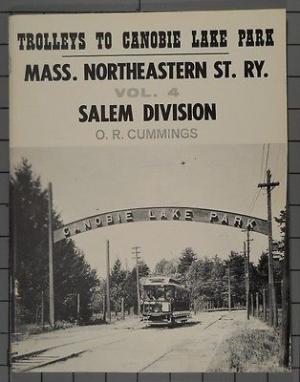 TROLLEYS TO CANOBIE LAKE PARK
MASS. NORTHEASTERN ST. RY.
VOL. 4
SALEM DIVISION
O. R. CUMMINGS
CANOBIE LAKE PARK